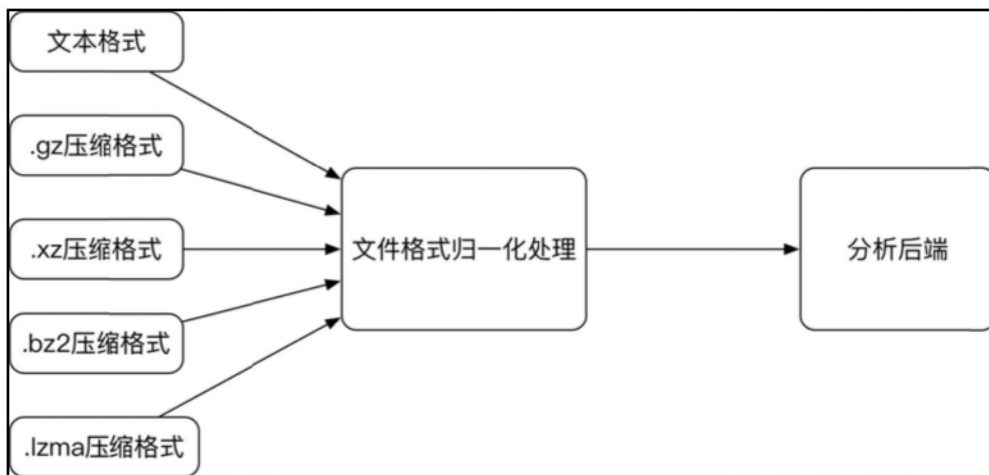 文本格式
.gz压缩格式
.xz压缩格式
.bz2压缩格式
.lzma压缩格式
文件格式归一化处理
分析后端